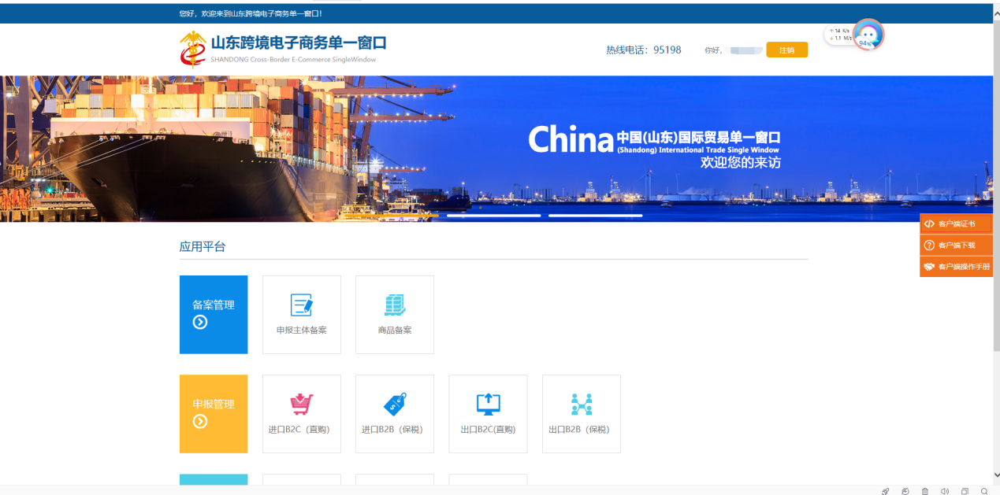 您好，欢迎来到山东跨境电子商务单一窗口！
山东跨境电子商务单一窗口
SHANDONG Cross-Border E-Commerce SingleWindow
热线电话：95198
你好，
注销
↑ 14 K/s
↓ 1.1 M/s
94%
China 中国(山东)国际贸易单一窗口
(Shandong) International Trade Single Window
欢迎您的来访
客户端证书
客户端下载
客户端操作手册
应用平台
备案管理
申报主体备案
商品备案
申报管理
进口B2C（直购）
进口B2B（保税）
出口B2C(直购)
出口B2B（保税）